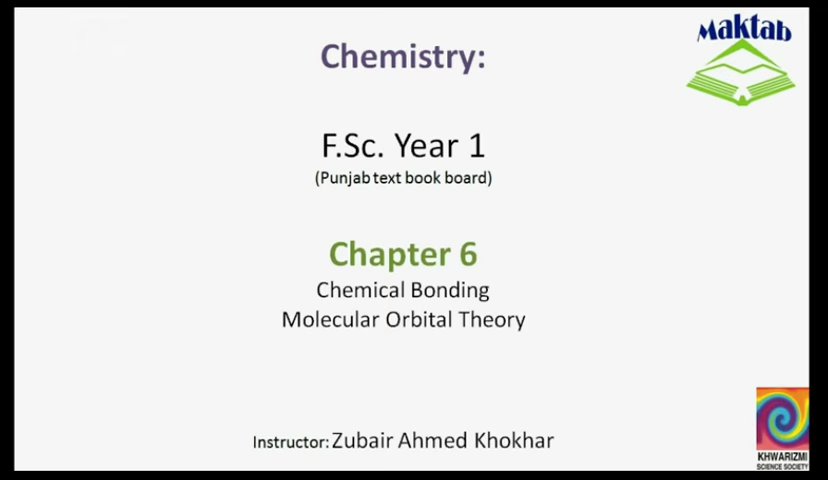 Maktab
Chemistry:
F.Sc. Year 1
(Punjab text book board)
Chapter 6
Chemical Bonding
Molecular Orbital Theory
Instructor: Zubair Ahmed Khokhar
KHWARIZMI
SCIENCE SOCIETY